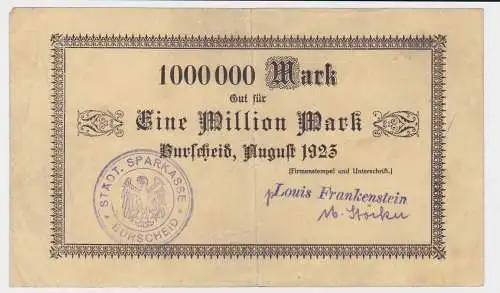 1000000 Mark
Gut für
Eine Million Mark
Burscheid, August 1923
(Firmenstempel und Unterschrift.)
STÄDT. SPARKASSE
* BURSCHEID *
Louis Frankenstein